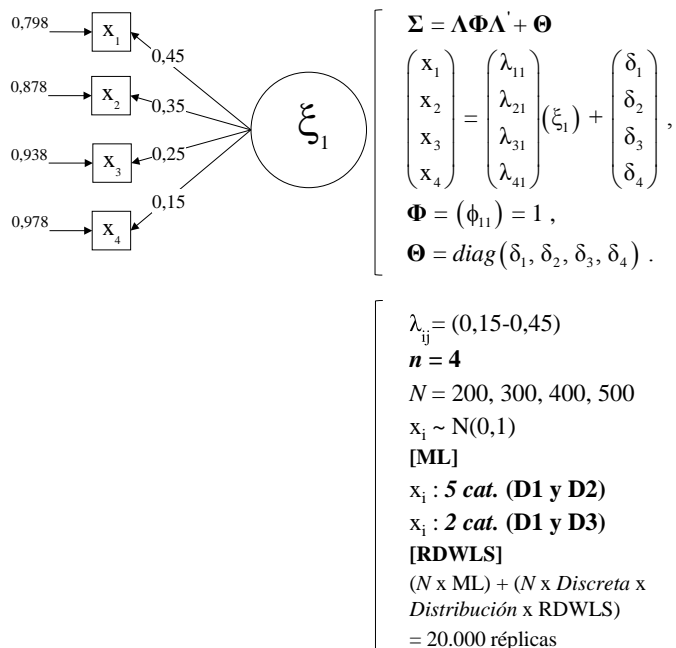 0,798 x₁ 0,45
0,878 x₂ 0,35
0,938 x₃ 0,25
0,978 x₄ 0,15
ξ₁
Σ = ΛΦΛ' + Θ
(x₁ x₂ x₃ x₄) = (λ₁₁ λ₂₁ λ₃₁ λ₄₁) (ξ₁) + (δ₁ δ₂ δ₃ δ₄) ,
Φ = (ϕ₁₁) = 1 ,
Θ = diag(δ₁, δ₂, δ₃, δ₄) .
λᵢⱼ= (0,15-0,45)
n = 4
N = 200, 300, 400, 500
xᵢ ~ N(0,1)
[ML]
xᵢ : 5 cat. (D1 y D2)
xᵢ : 2 cat. (D1 y D3)
[RDWLS]
(N x ML) + (N x Discreta x
Distribución x RDWLS)
= 20.000 réplicas